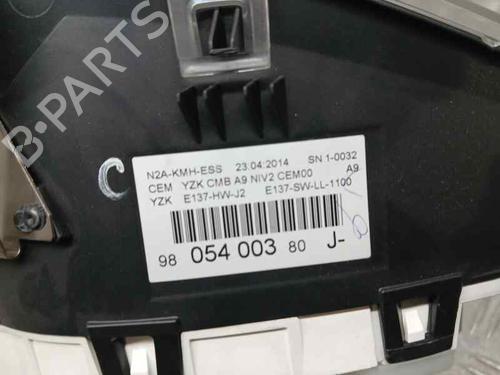 B-PARTS
C
N2A-KMH-ESS 23:04:2014 SN 1-0032
CEM YZK CMB A9 NIV2 CEM00 A9
YZK E137-HW-J2 E137-SW-LL-1100
98 054 003 80 J-